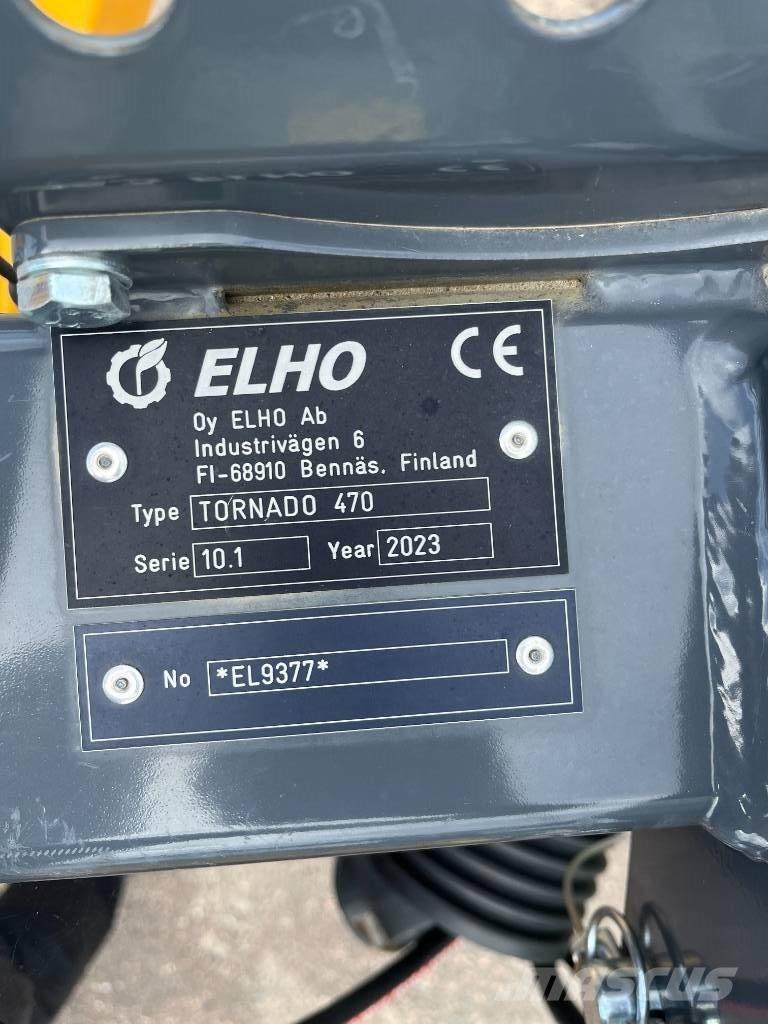 ELHO CE
Oy ELHO Ab
Industrivägen 6
FI-68910 Bennäs, Finland
Type TORNADO 470
Serie 10.1 Year 2023
No *EL9377*
MASCUS